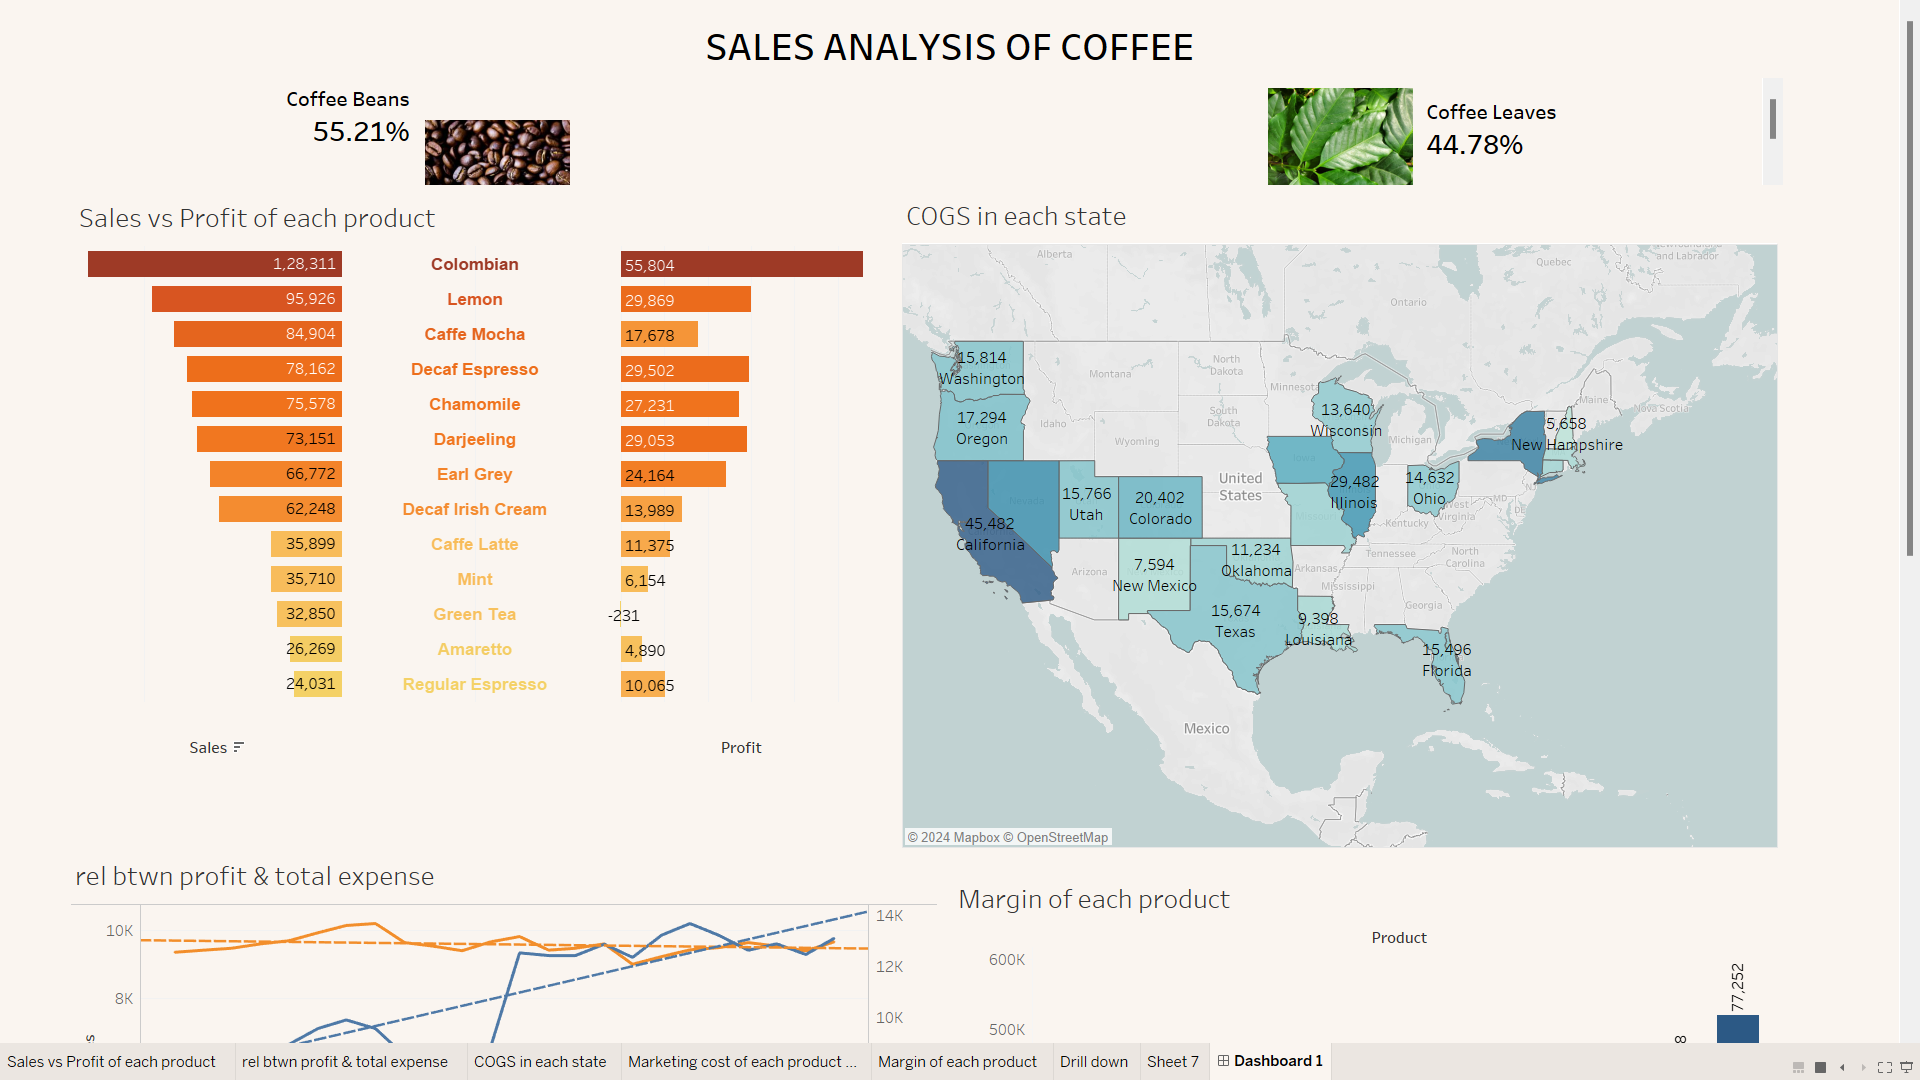 SALES ANALYSIS OF COFFEE
Coffee Beans
55.21%
Coffee Leaves
44.78%
Sales vs Profit of each product
1,28,311 Colombian 55,804
95,926 Lemon 29,869
84,904 Caffe Mocha 17,678
78,162 Decaf Espresso 29,502
75,578 Chamomile 27,231
73,151 Darjeeling 29,053
66,772 Earl Grey 24,164
62,248 Decaf Irish Cream 13,989
35,899 Caffe Latte 11,375
35,710 Mint 6,154
32,850 Green Tea -231
26,269 Amaretto 4,890
24,031 Regular Espresso 10,065
Sales Profit
COGS in each state
Alberta
Quebec
and Labrador
Ontario
15,814
Washington
Montana
North
Dakota
Minnesot
Maine
Nova Scotia
17,294
Oregon
Idaho
South
Dakota
Wyoming
13,640
Wisconsin
Michigan
5,658
New Hampshire
United
States
Nevada
15,766
Utah
20,402
Colorado
29,482
Illinois
14,632
Ohio
NJ
MD
DE
West
Virginia
Kentucky
45,482
California
Arizona
7,594
New Mexico
11,234
Oklahoma
Arkansas
Tennessee
North
Carolina
Mississippi
Georgia
15,674
Texas
9,398
Louisiana
15,496
Florida
Mexico
© 2024 Mapbox © OpenStreetMap
rel btwn profit & total expense
10K
8K
14K
12K
10K
Margin of each product
Product
600K
500K
77,252
Sales vs Profit of each product rel btwn profit & total expense COGS in each state Marketing cost of each product ... Margin of each product Drill down Sheet 7 Dashboard 1